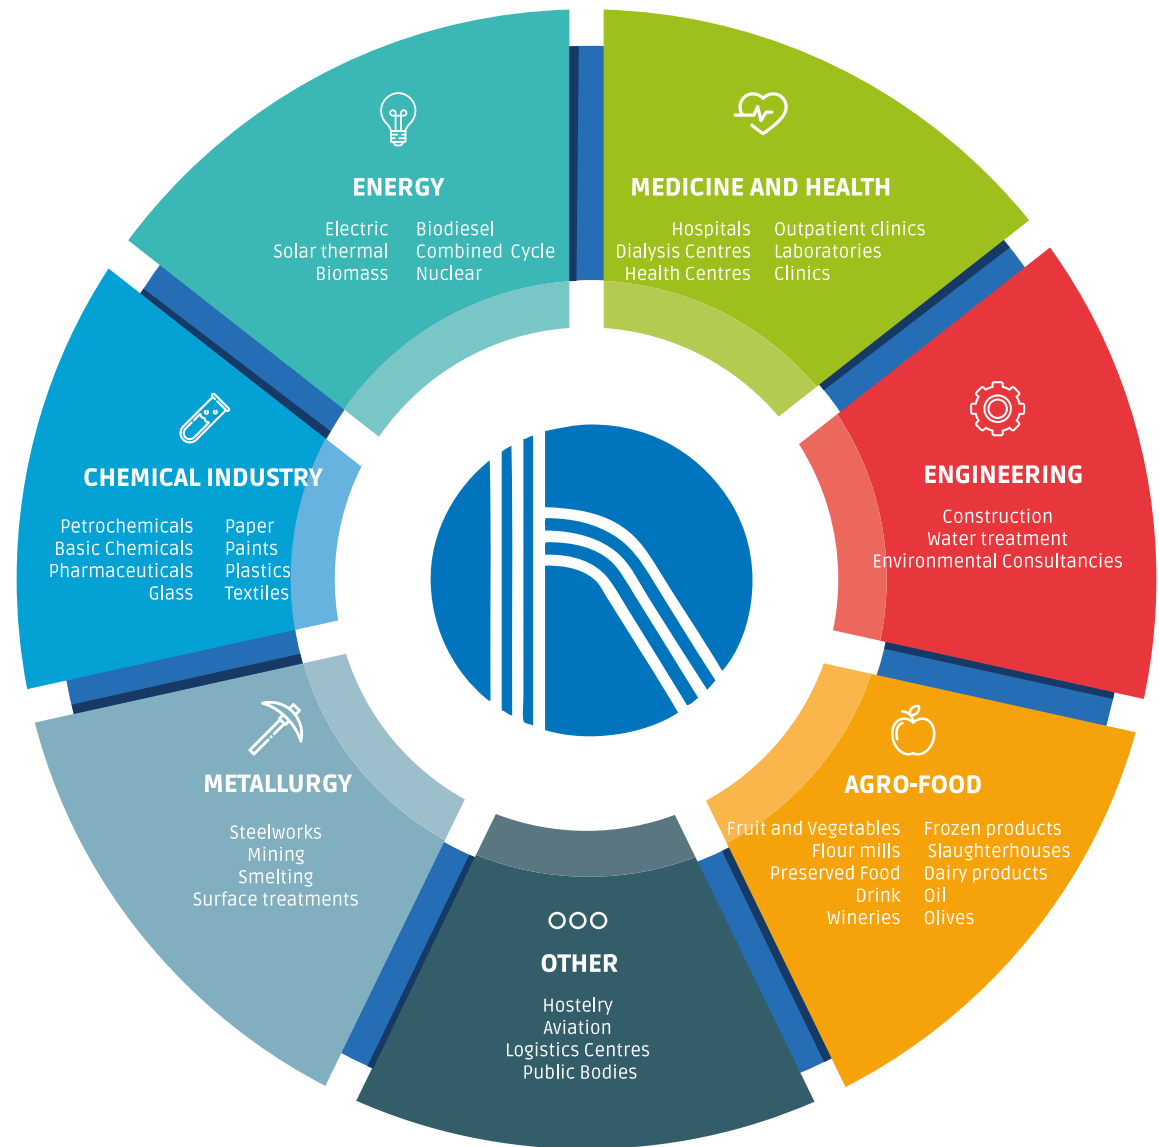 ENERGY
Electric Biodiesel
Solar thermal Combined Cycle
Biomass Nuclear
MEDICINE AND HEALTH
Hospitals Outpatient clinics
Dialysis Centres Laboratories
Health Centres Clinics
CHEMICAL INDUSTRY
Petrochemicals Paper
Basic Chemicals Paints
Pharmaceuticals Plastics
Glass Textiles
ENGINEERING
Construction
Water treatment
Environmental Consultancies
METALLURGY
Steelworks
Mining
Smelting
Surface treatments
AGRO-FOOD
Fruit and Vegetables Frozen products
Flour mills Slaughterhouses
Preserved Food Dairy products
Drink Oil
Wineries Olives
OTHER
Hostelry
Aviation
Logistics Centres
Public Bodies